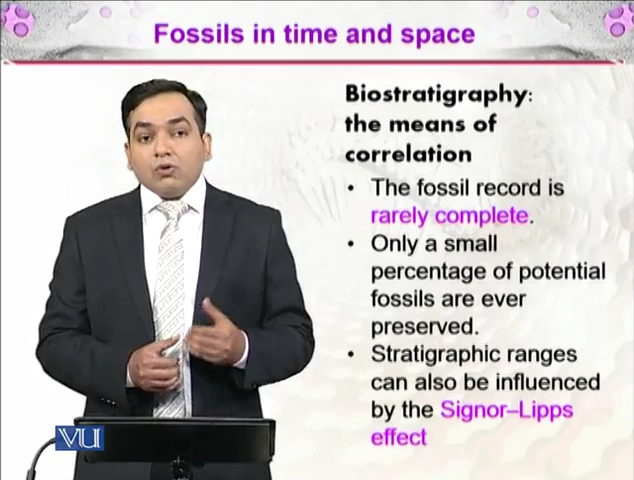 Fossils in time and space
Biostratigraphy:
the means of
correlation
• The fossil record is
rarely complete.
• Only a small
percentage of potential
fossils are ever
preserved.
• Stratigraphic ranges
can also be influenced
by the Signor–Lipps
effect
VU